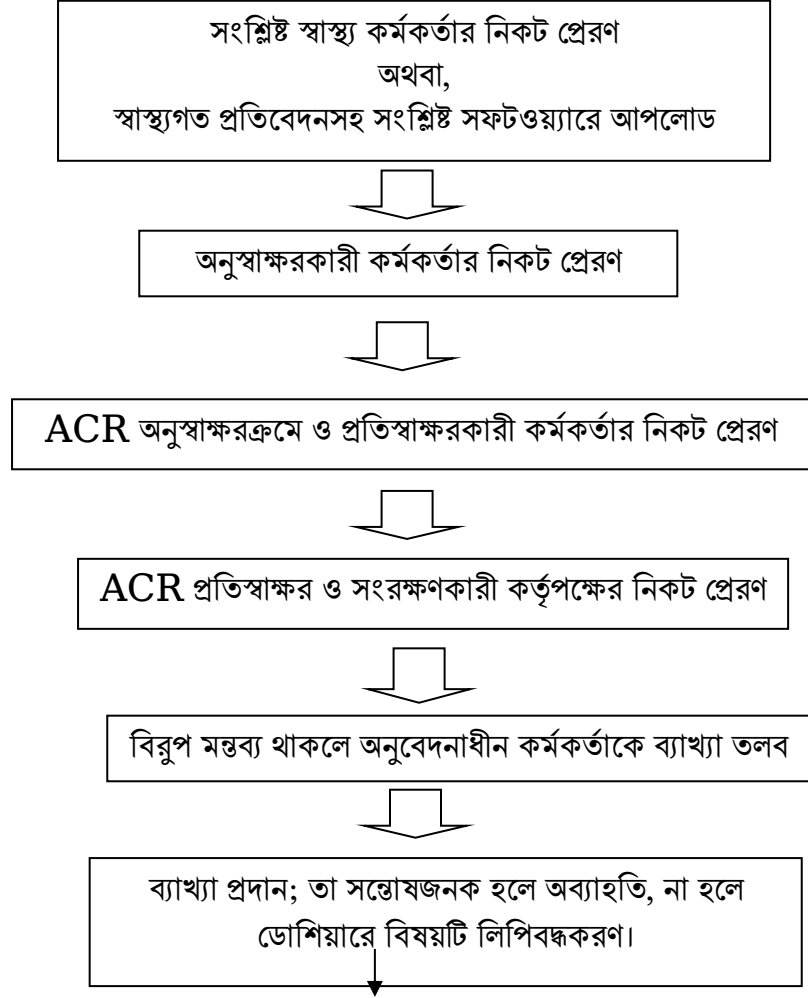 সংশ্লিষ্ট স্বাস্থ্য কর্মকর্তার নিকট প্রেরণ
অথবা,
স্বাস্থ্যগত প্রতিবেদনসহ সংশ্লিষ্ট সফটওয়্যারে আপলোড
অনুস্বাক্ষরকারী কর্মকর্তার নিকট প্রেরণ
ACR অনুস্বাক্ষরক্রমে ও প্রতিস্বাক্ষরকারী কর্মকর্তার নিকট প্রেরণ
ACR প্রতিস্বাক্ষর ও সংরক্ষণকারী কর্তৃপক্ষের নিকট প্রেরণ
বিরুপ মন্তব্য থাকলে অনুবেদনাধীন কর্মকর্তাকে ব্যাখ্যা তলব
ব্যাখ্যা প্রদান; তা সন্তোষজনক হলে অব্যাহতি, না হলে
ডোশিয়ারে বিষয়টি লিপিবদ্ধকরণ।